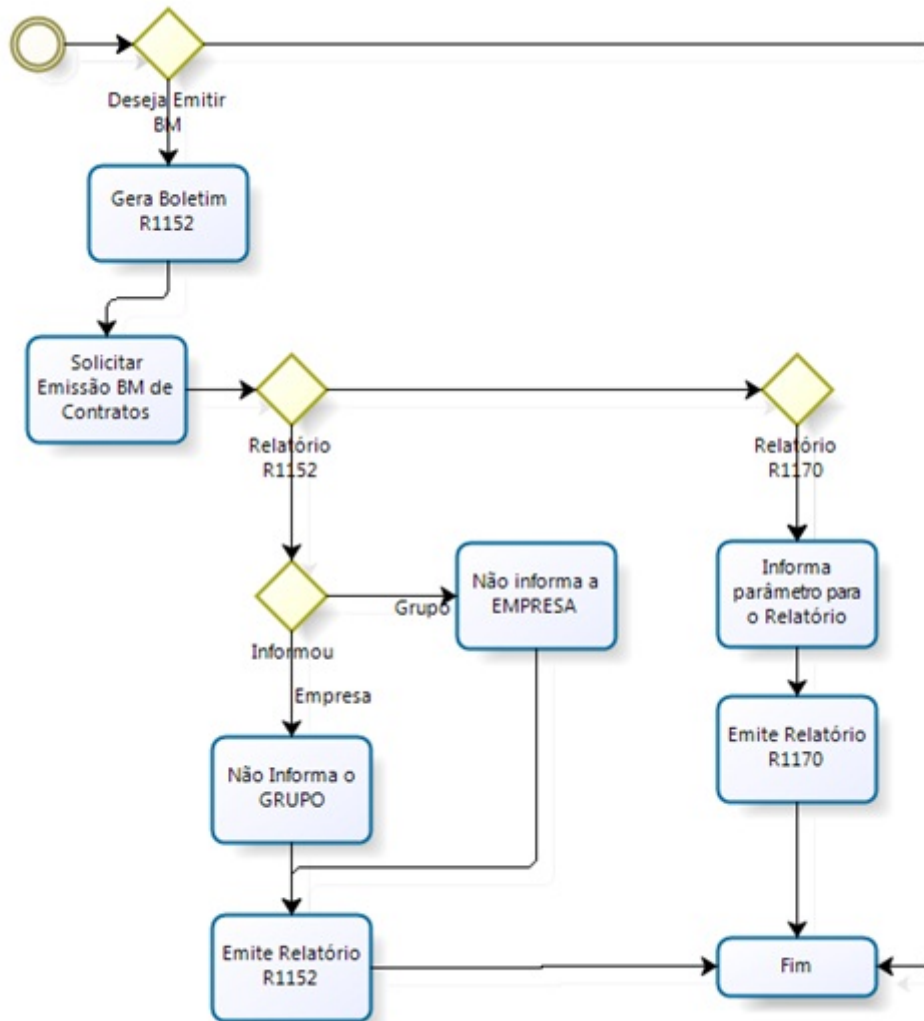 Deseja Emitir
BM
Gera Boletim
R1152
Solicitar
Emissão BM de
Contratos
Relatório
R1152
Relatório
R1170
Informou
Grupo
Empresa
Não informa a
EMPRESA
Informa
parâmetro para
o Relatório
Não Informa o
GRUPO
Emite Relatório
R1170
Emite Relatório
R1152
Fim